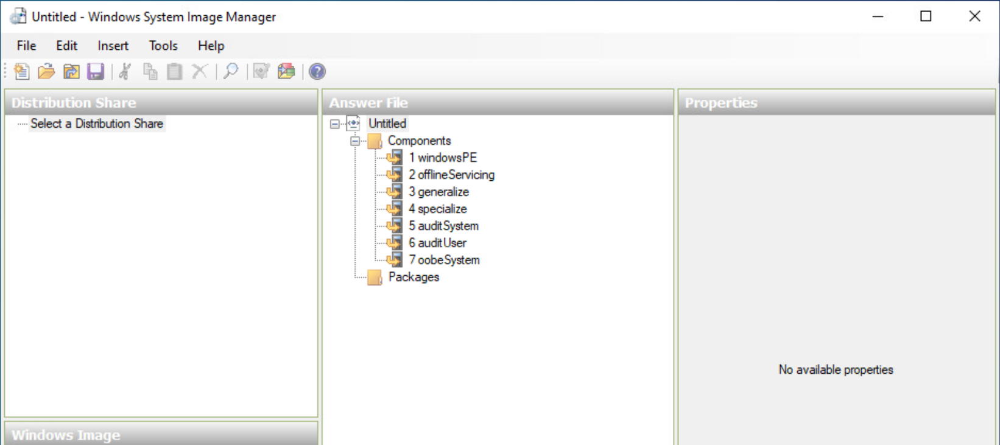 Untitled - Windows System Image Manager
File Edit Insert Tools Help
Distribution Share
Select a Distribution Share
Answer File
Untitled
Components
1 windowsPE
2 offlineServicing
3 generalize
4 specialize
5 auditSystem
6 auditUser
7 oobeSystem
Packages
Properties
No available properties
Windows Image